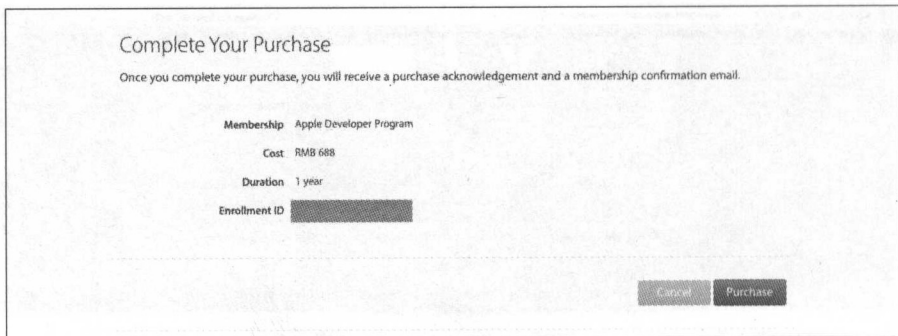 Complete Your Purchase
Once you complete your purchase, you will receive a purchase acknowledgement and a membership confirmation email.
Membership Apple Developer Program
Cost RMB 688
Duration 1 year
Enrollment ID
Cancel Purchase